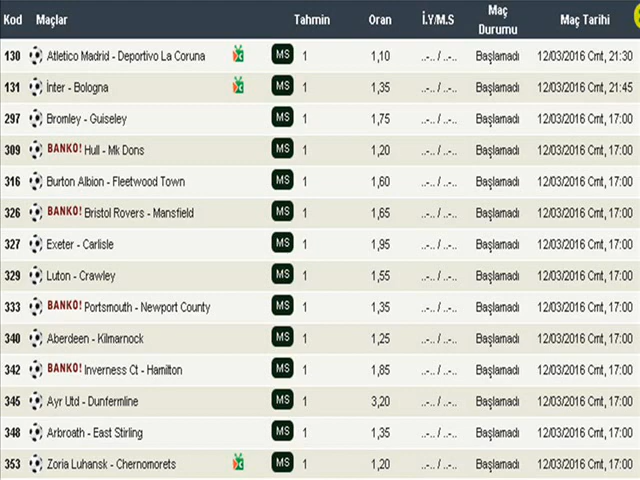 Kod Maçlar Tahmin Oran İ.Y/M.S Maç Durumu Maç Tarihi
130 Atletico Madrid - Deportivo La Coruna MS 1 1,10 ..-.. / ..-.. Başlamadı 12/03/2016 Cmt, 21:30
131 İnter - Bologna MS 1 1,35 ..-.. / ..-.. Başlamadı 12/03/2016 Cmt, 21:45
297 Bromley - Guiseley MS 1 1,75 ..-.. / ..-.. Başlamadı 12/03/2016 Cmt, 17:00
309 BANKO! Hull - Mk Dons MS 1 1,20 ..-.. / ..-.. Başlamadı 12/03/2016 Cmt, 17:00
316 Burton Albion - Fleetwood Town MS 1 1,60 ..-.. / ..-.. Başlamadı 12/03/2016 Cmt, 17:00
326 BANKO! Bristol Rovers - Mansfield MS 1 1,65 ..-.. / ..-.. Başlamadı 12/03/2016 Cmt, 17:00
327 Exeter - Carlisle MS 1 1,95 ..-.. / ..-.. Başlamadı 12/03/2016 Cmt, 17:00
329 Luton - Crawley MS 1 1,55 ..-.. / ..-.. Başlamadı 12/03/2016 Cmt, 17:00
333 BANKO! Portsmouth - Newport County MS 1 1,35 ..-.. / ..-.. Başlamadı 12/03/2016 Cmt, 17:00
340 Aberdeen - Kilmarnock MS 1 1,25 ..-.. / ..-.. Başlamadı 12/03/2016 Cmt, 17:00
342 BANKO! Inverness Ct - Hamilton MS 1 1,85 ..-.. / ..-.. Başlamadı 12/03/2016 Cmt, 17:00
345 Ayr Utd - Dunfermline MS 1 3,20 ..-.. / ..-.. Başlamadı 12/03/2016 Cmt, 17:00
348 Arbroath - East Stirling MS 1 1,35 ..-.. / ..-.. Başlamadı 12/03/2016 Cmt, 17:00
353 Zoria Luhansk - Chernomorets MS 1 1,20 ..-.. / ..-.. Başlamadı 12/03/2016 Cmt, 17:00